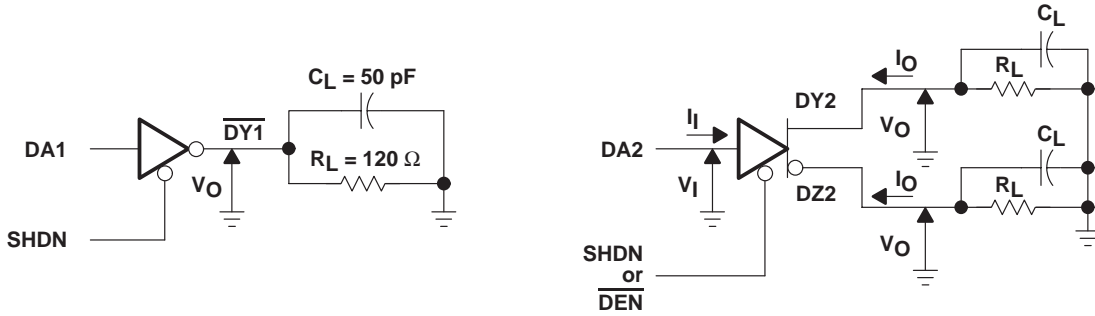 C_L = 50 pF
DY1
DA1
R_L = 120 Ω
V_O
SHDN
C_L
I_O
R_L
DY2
I_I
V_O
C_L
DA2
I_O
V_I
DZ2
R_L
V_O
SHDN
or
DEN